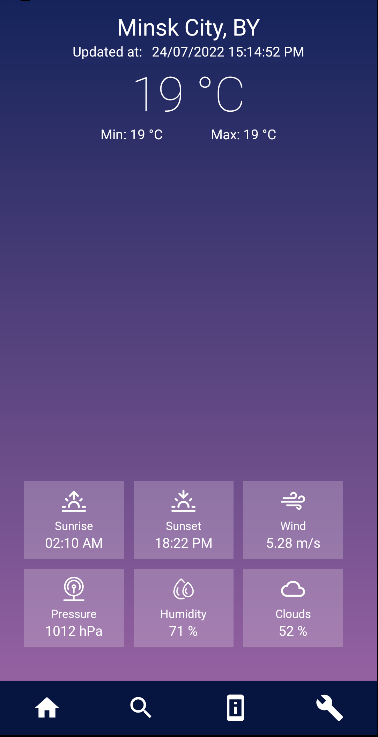 Minsk City, BY
Updated at: 24/07/2022 15:14:52 PM
19 °C
Min: 19 °C Max: 19 °C
Sunrise Sunset Wind
02:10 AM 18:22 PM 5.28 m/s
Pressure Humidity Clouds
1012 hPa 71 % 52 %